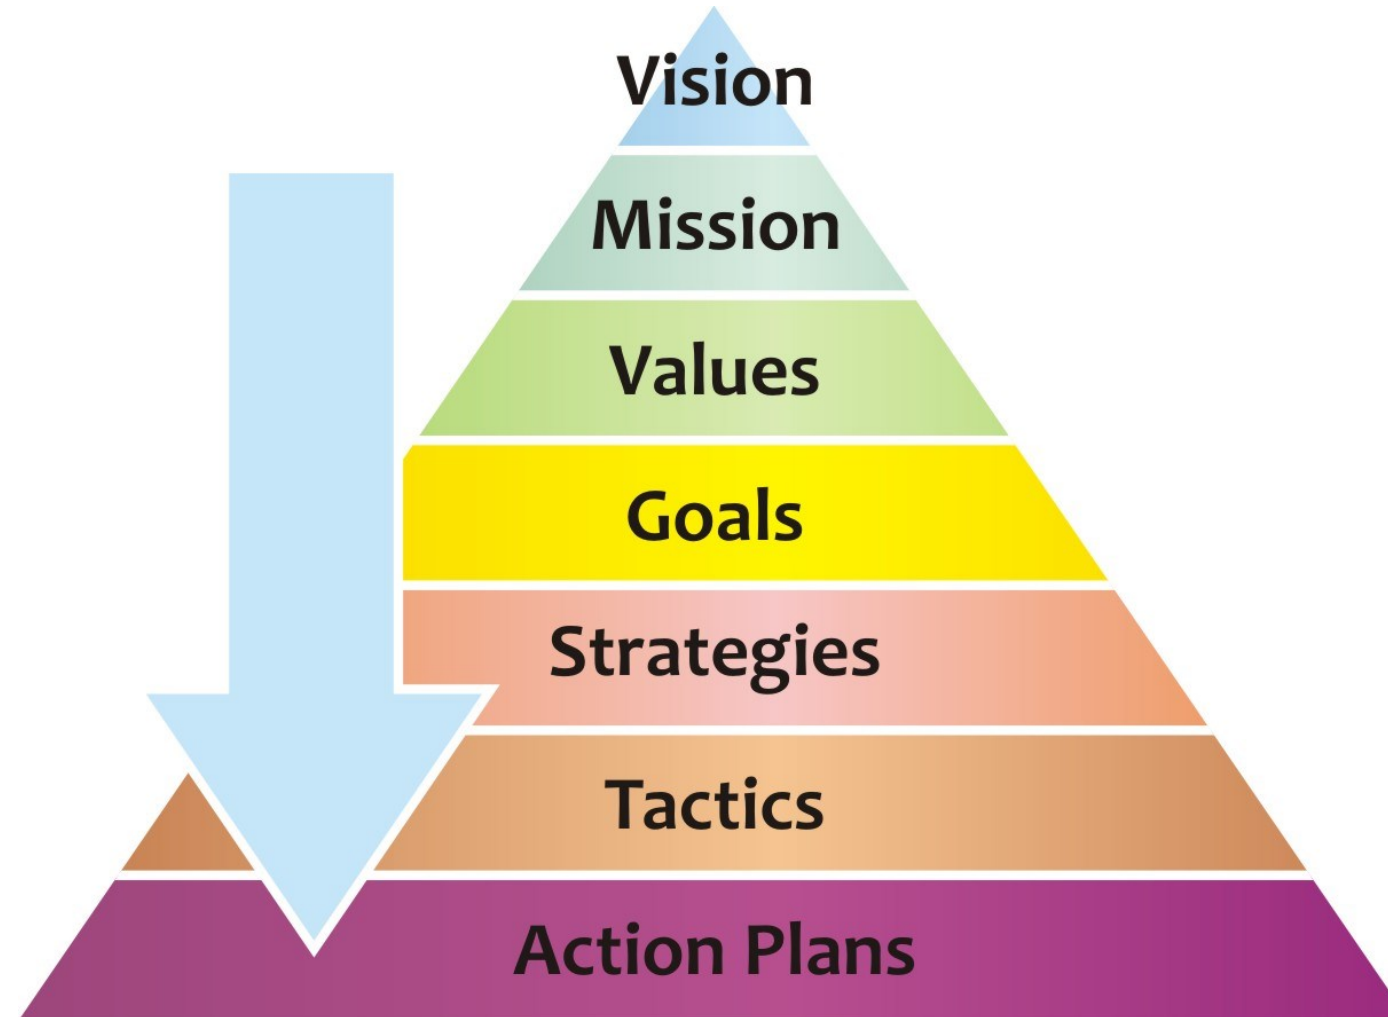 Vision
Mission
Values
Goals
Strategies
Tactics
Action Plans